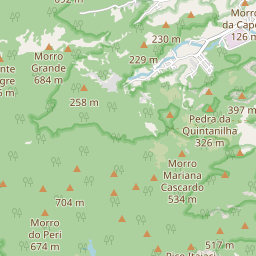 Morro
da Cape
126 m
230 m
229 m
Morro
Grande
684 m
258 m
397 m
Pedra da
Quintanilha
326 m
Morro
Mariana
Cascardo
534 m
704 m
Morro
do Peri
674 m
517 m